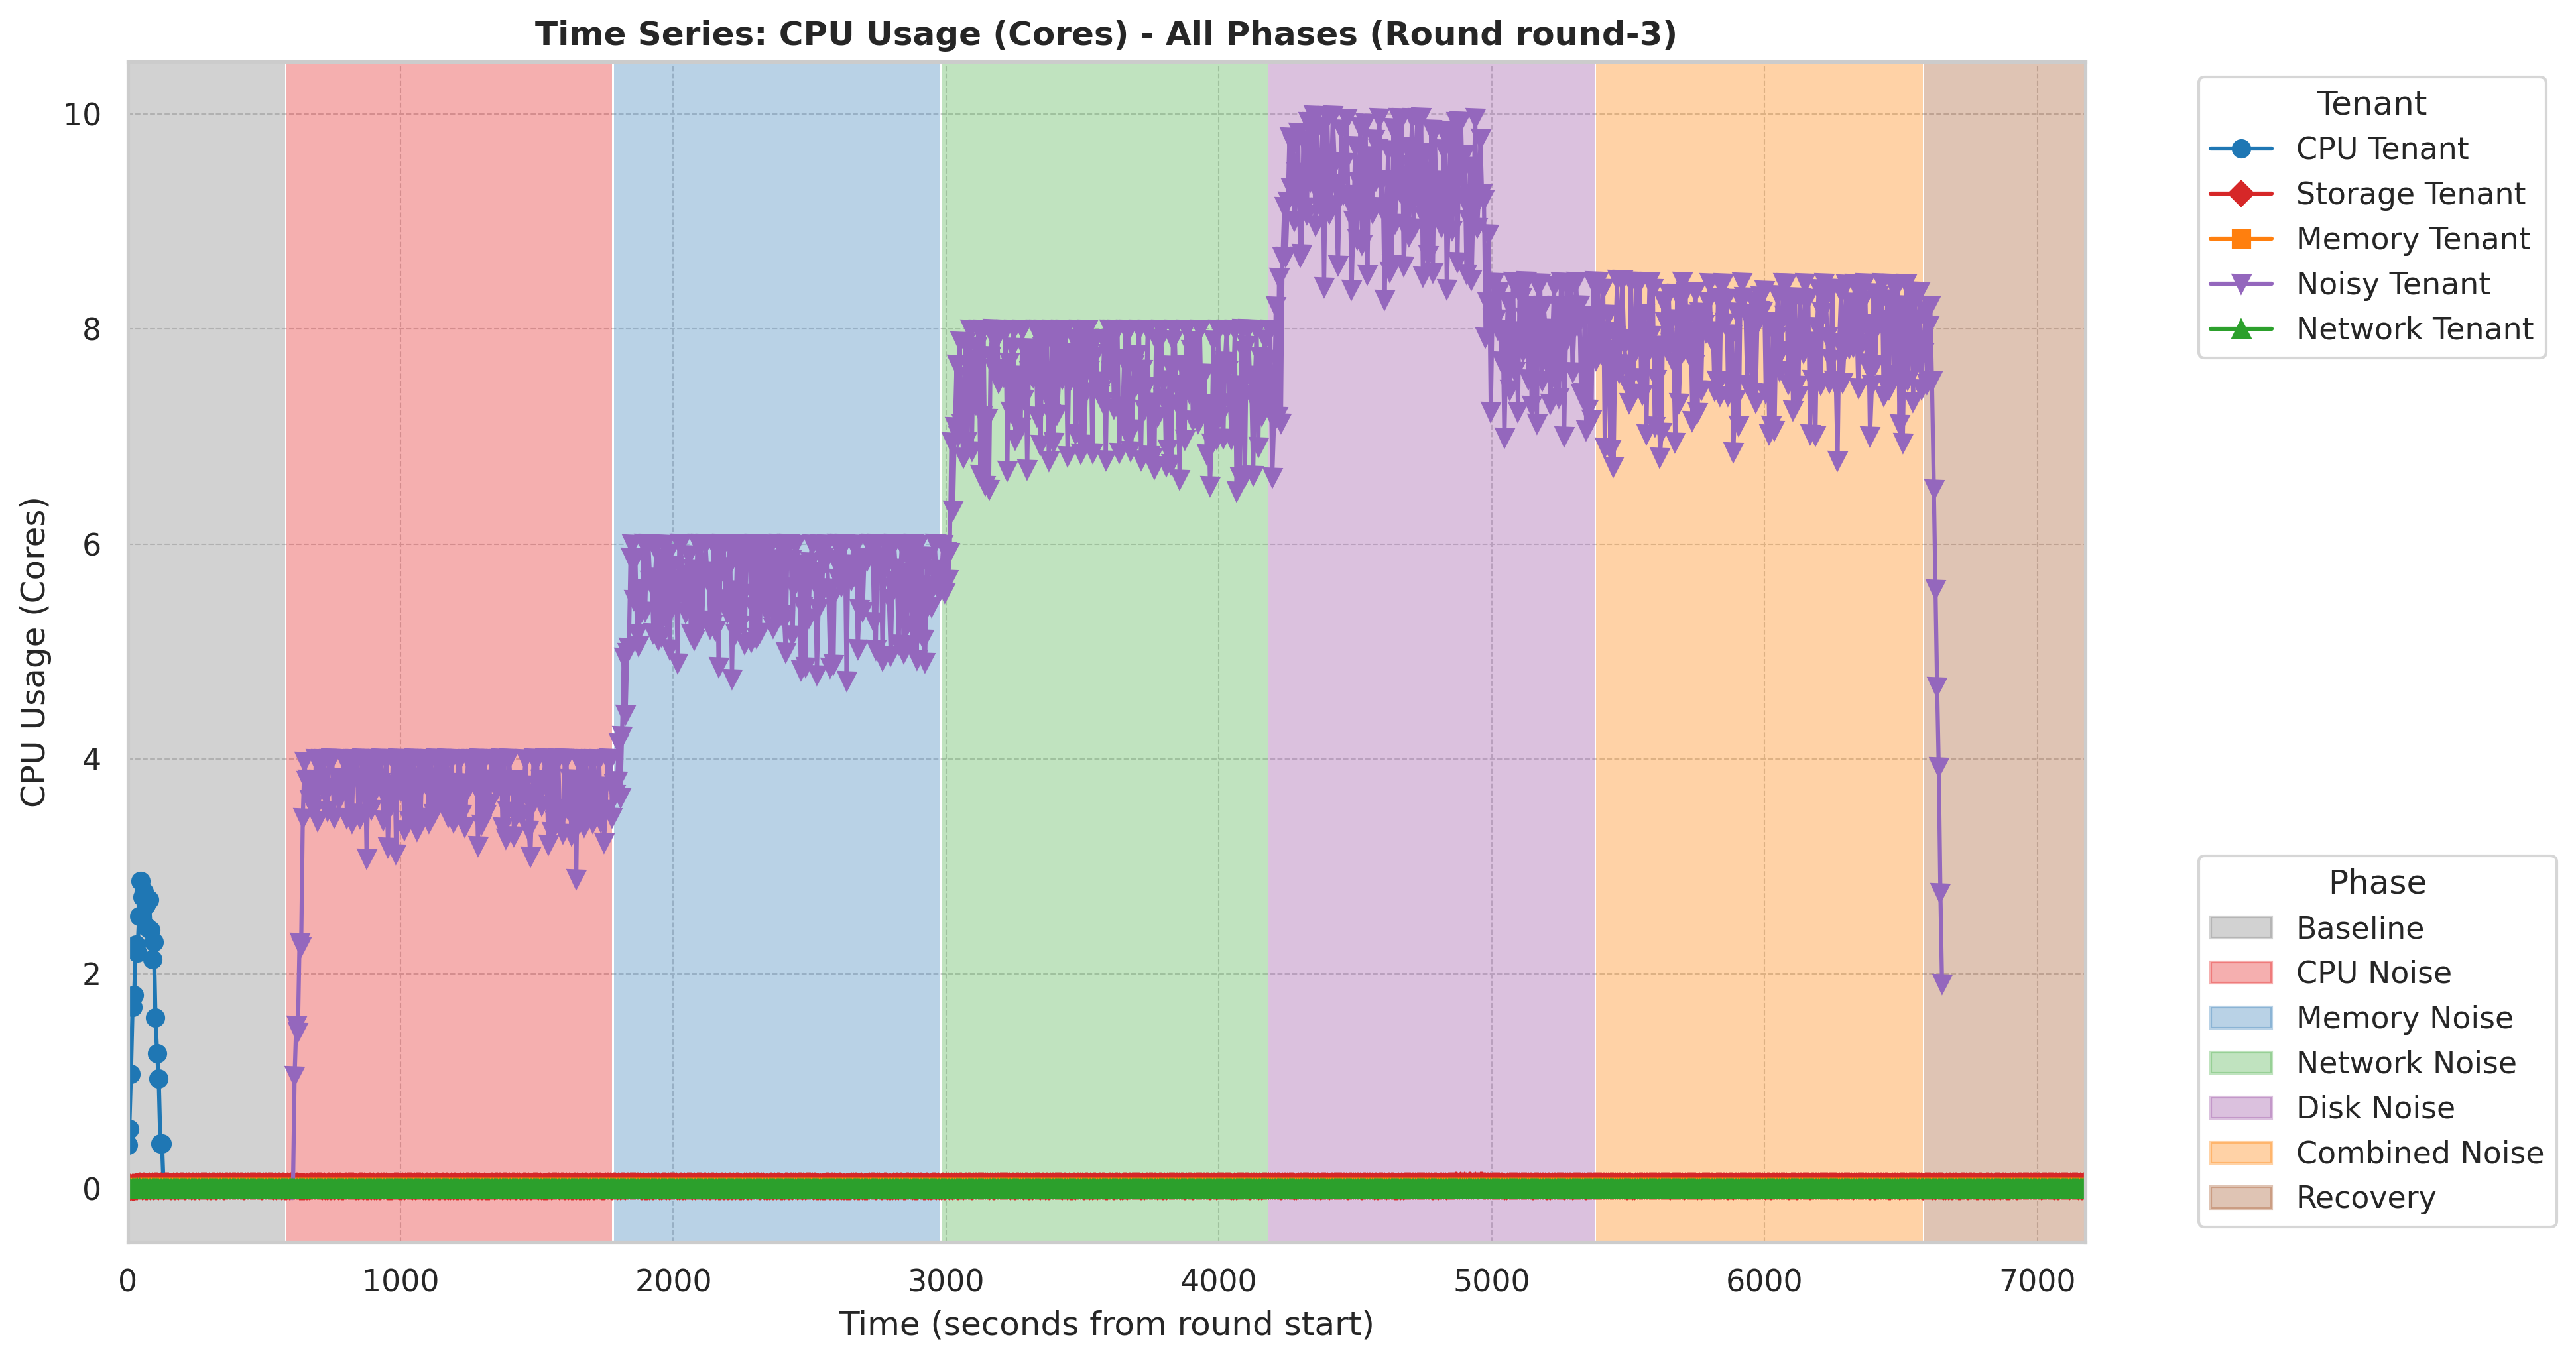 Time Series: CPU Usage (Cores) - All Phases (Round round-3)
CPU Usage (Cores)
10
8
6
4
2
0
0 1000 2000 3000 4000 5000 6000 7000
Time (seconds from round start)
Tenant
CPU Tenant
Storage Tenant
Memory Tenant
Noisy Tenant
Network Tenant
Phase
Baseline
CPU Noise
Memory Noise
Network Noise
Disk Noise
Combined Noise
Recovery